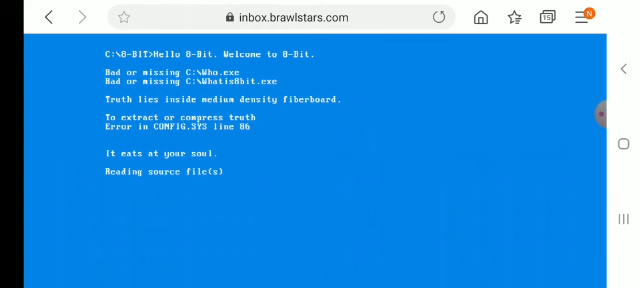 inbox.brawlstars.com
15
N
C:\8-BIT>Hello 8-Bit. Welcome to 8-Bit.
Bad or missing C:\Who.exe
Bad or missing C:\Whatis8bit.exe
Truth lies inside medium density fiberboard.
To extract or compress truth
Error in CONFIG.SYS line 86
It eats at your soul.
Reading source file(s)